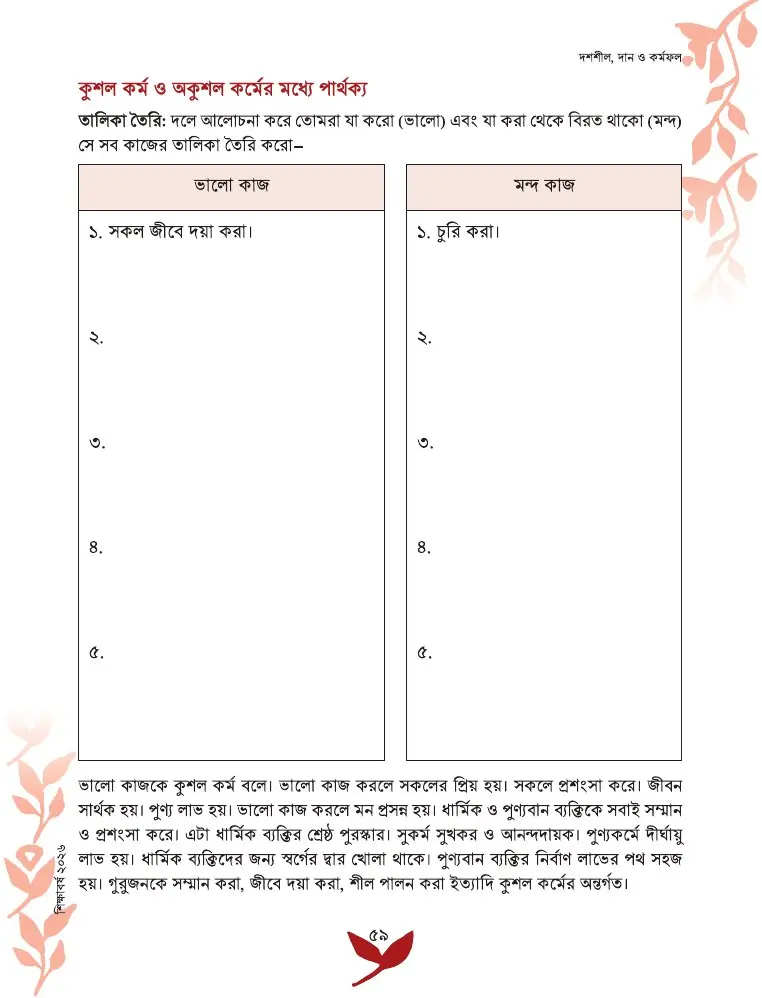 দশশীল, দান ও কর্মফল
কুশল কর্ম ও অকুশল কর্মের মধ্যে পার্থক্য
তালিকা তৈরি: দলে আলোচনা করে তোমরা যা করো (ভালো) এবং যা করা থেকে বিরত থাকো (মন্দ)
সে সব কাজের তালিকা তৈরি করো–
ভালো কাজ
১. সকল জীবে দয়া করা।
২.
৩.
৪.
৫.
মন্দ কাজ
১. চুরি করা।
২.
৩.
৪.
৫.
ভালো কাজকে কুশল কর্ম বলে। ভালো কাজ করলে সকলের প্রিয় হয়। সকলে প্রশংসা করে। জীবন
সার্থক হয়। পুণ্য লাভ হয়। ভালো কাজ করলে মন প্রসন্ন হয়। ধার্মিক ও পুণ্যবান ব্যক্তিকে সবাই সম্মান
ও প্রশংসা করে। এটা ধার্মিক ব্যক্তির শ্রেষ্ঠ পুরস্কার। সুকর্ম সুখকর ও আনন্দদায়ক। পুণ্যকর্মে দীর্ঘায়ু
লাভ হয়। ধার্মিক ব্যক্তিদের জন্য স্বর্গের দ্বার খোলা থাকে। পুণ্যবান ব্যক্তির নির্বাণ লাভের পথ সহজ
হয়। গুরুজনকে সম্মান করা, জীবে দয়া করা, শীল পালন করা ইত্যাদি কুশল কর্মের অন্তর্গত।
শিক্ষাবর্ষ ২০২৬
৫৯